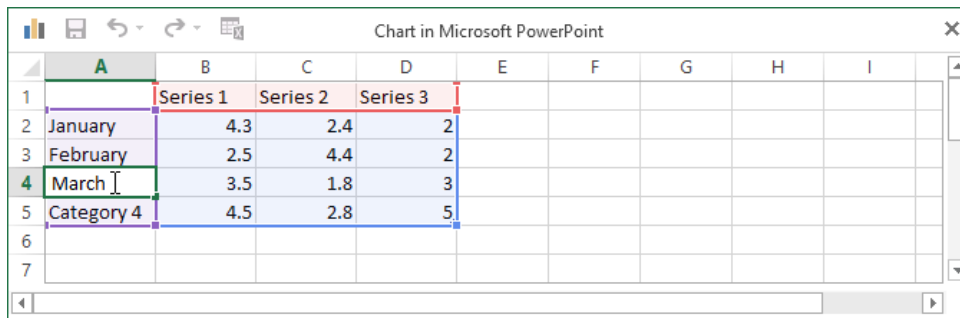 Chart in Microsoft PowerPoint
A B C D E F G H I
1 Series 1 Series 2 Series 3
2 January 4.3 2.4 2
3 February 2.5 4.4 2
4 March 3.5 1.8 3
5 Category 4 4.5 2.8 5
6
7